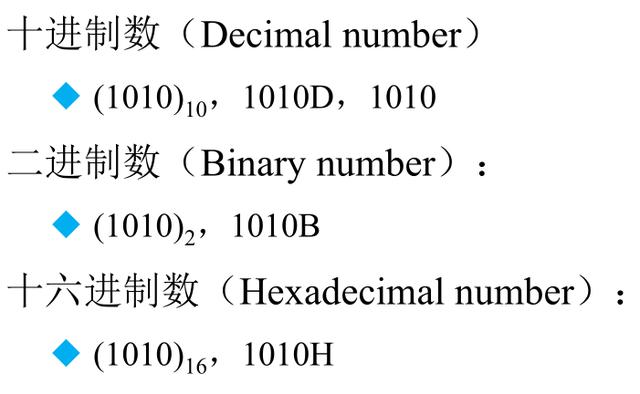 十进制数（Decimal number）
◆ (1010)₁₀，1010D，1010
二进制数（Binary number）：
◆ (1010)₂，1010B
十六进制数（Hexadecimal number）：
◆ (1010)₁₆，1010H